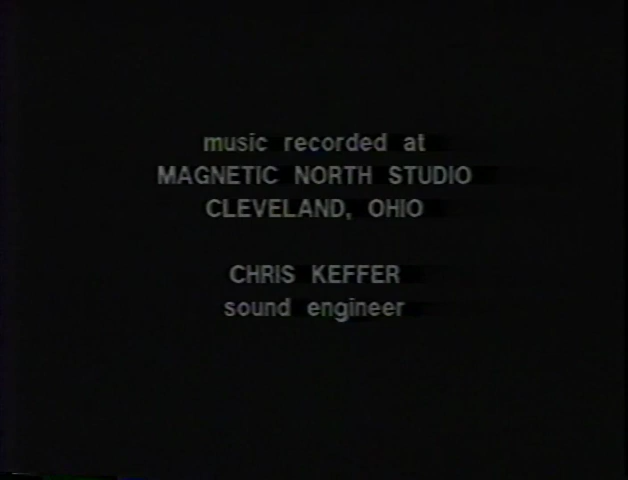 music recorded at
MAGNETIC NORTH STUDIO
CLEVELAND, OHIO
CHRIS KEFFER
sound engineer